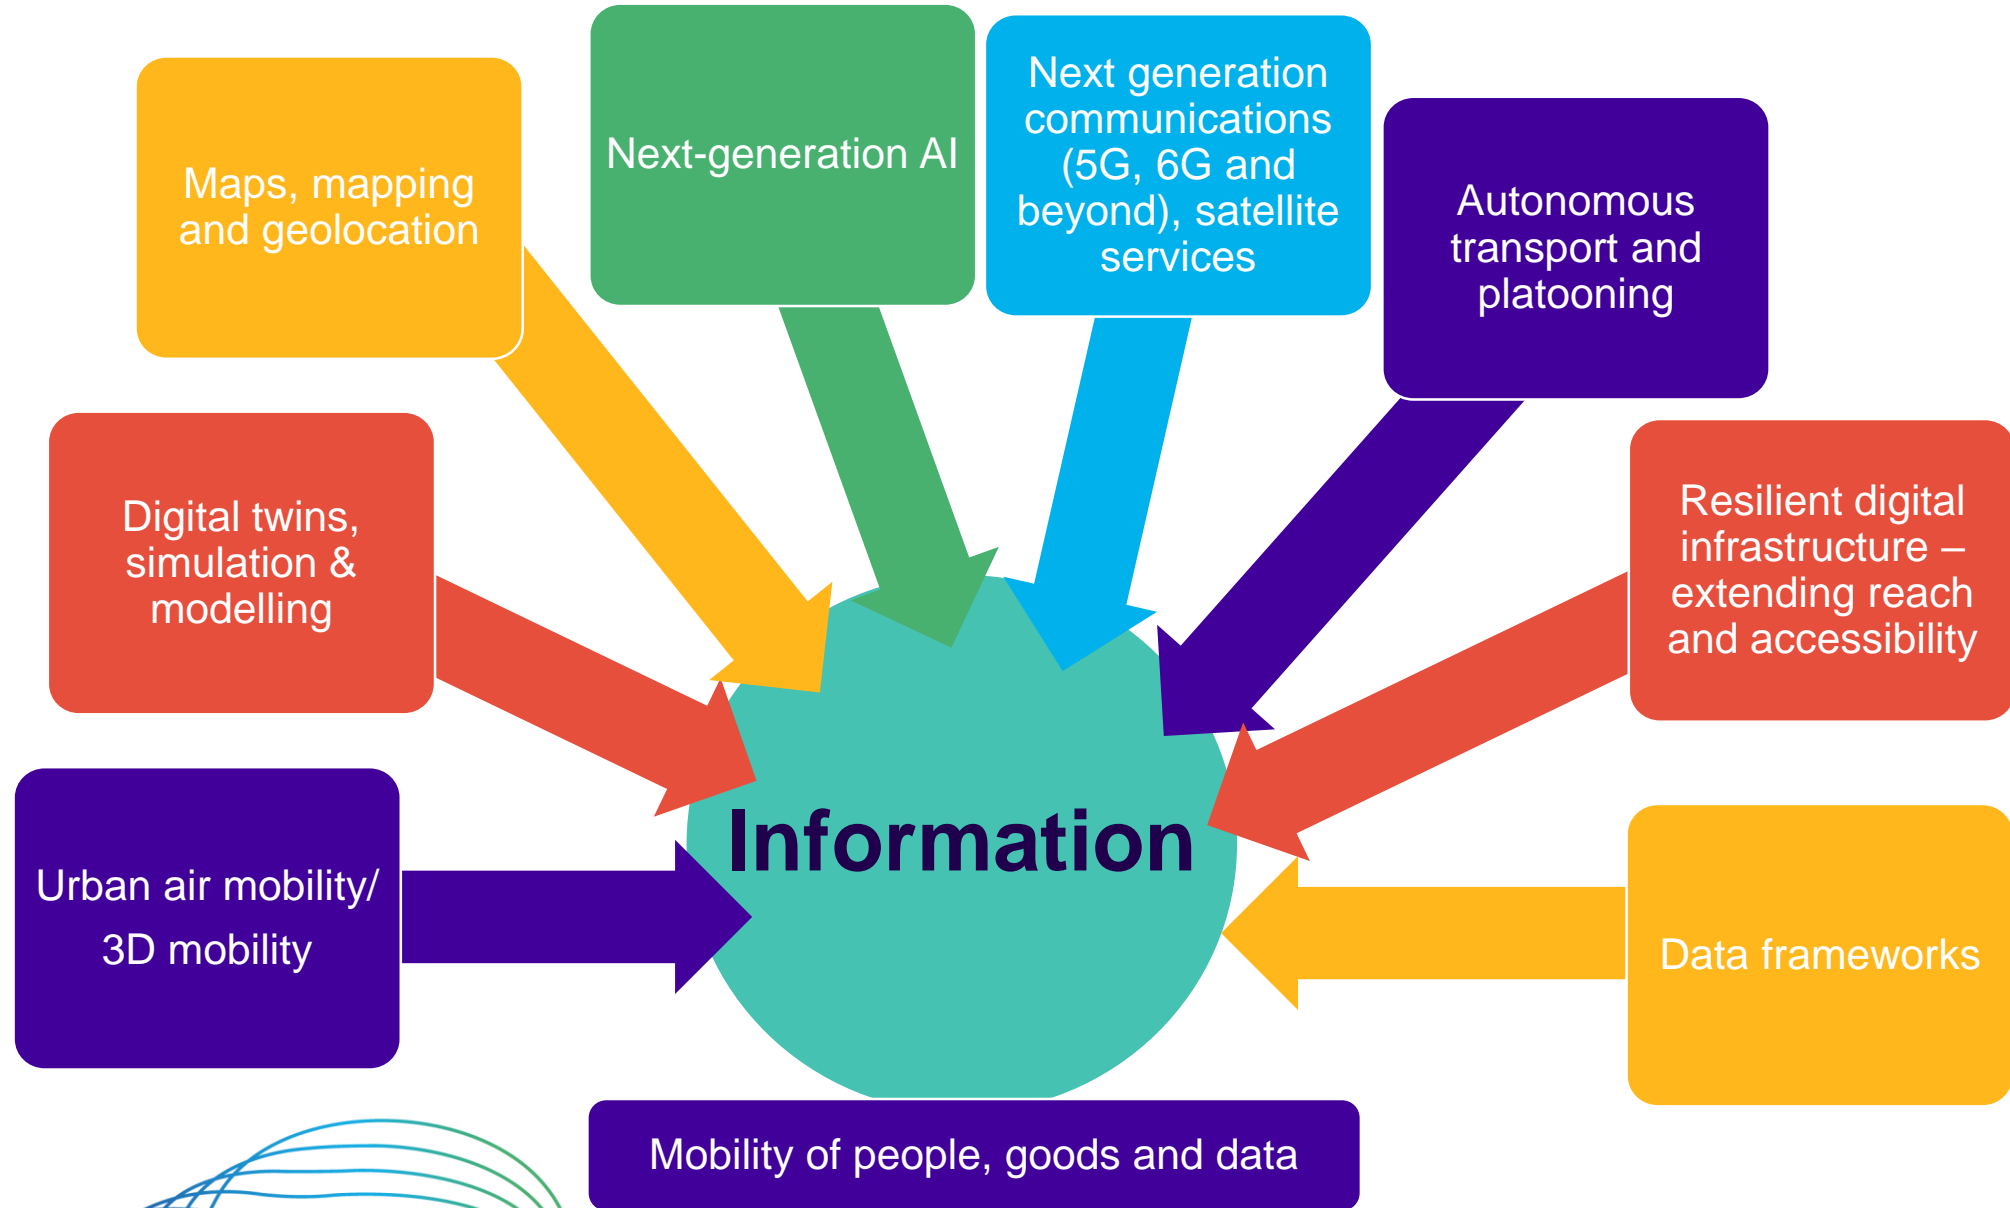 Next generation
communications
(5G, 6G and
beyond), satellite
services
Next-generation AI
Maps, mapping
and geolocation
Autonomous
transport and
platooning
Digital twins,
simulation &
modelling
Resilient digital
infrastructure –
extending reach
and accessibility
Information
Urban air mobility/
3D mobility
Data frameworks
Mobility of people, goods and data